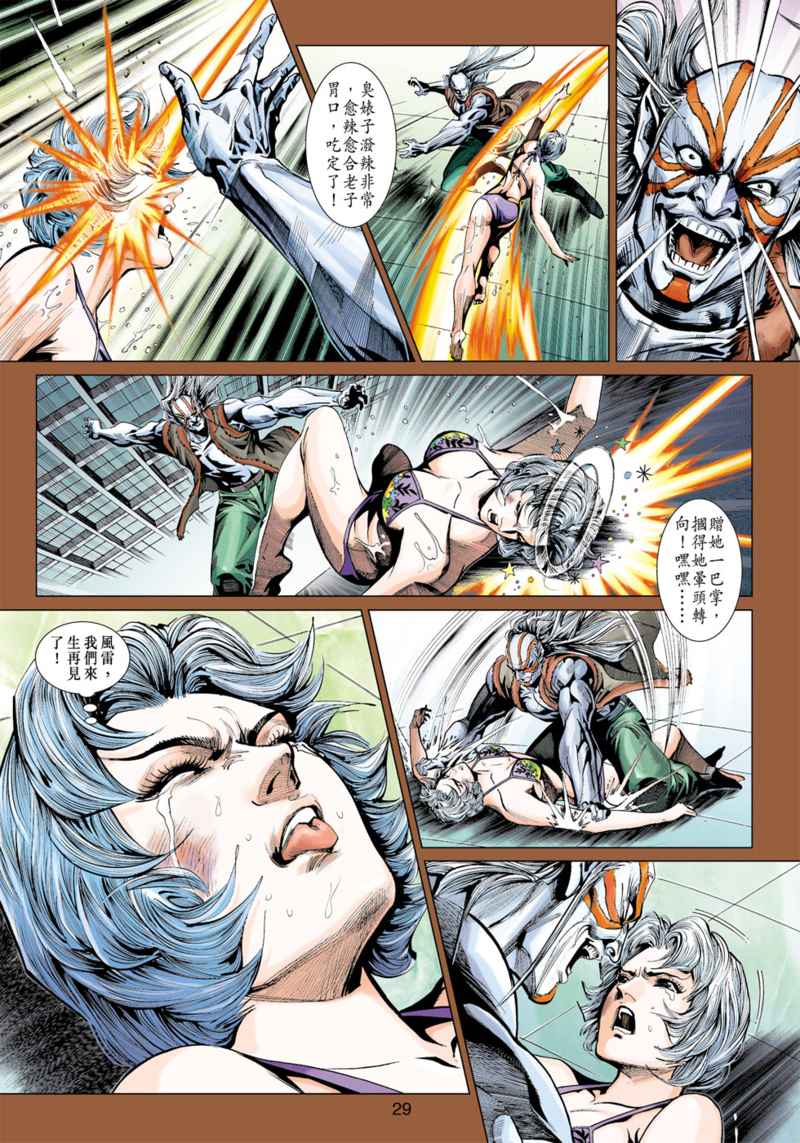 臭婊子潑辣非常
，愈辣愈合老子
胃口，吃定了！
贈她一巴掌，
摑得她暈頭轉
向！嘿嘿……
風雷，
我們來
生再見
了！
29